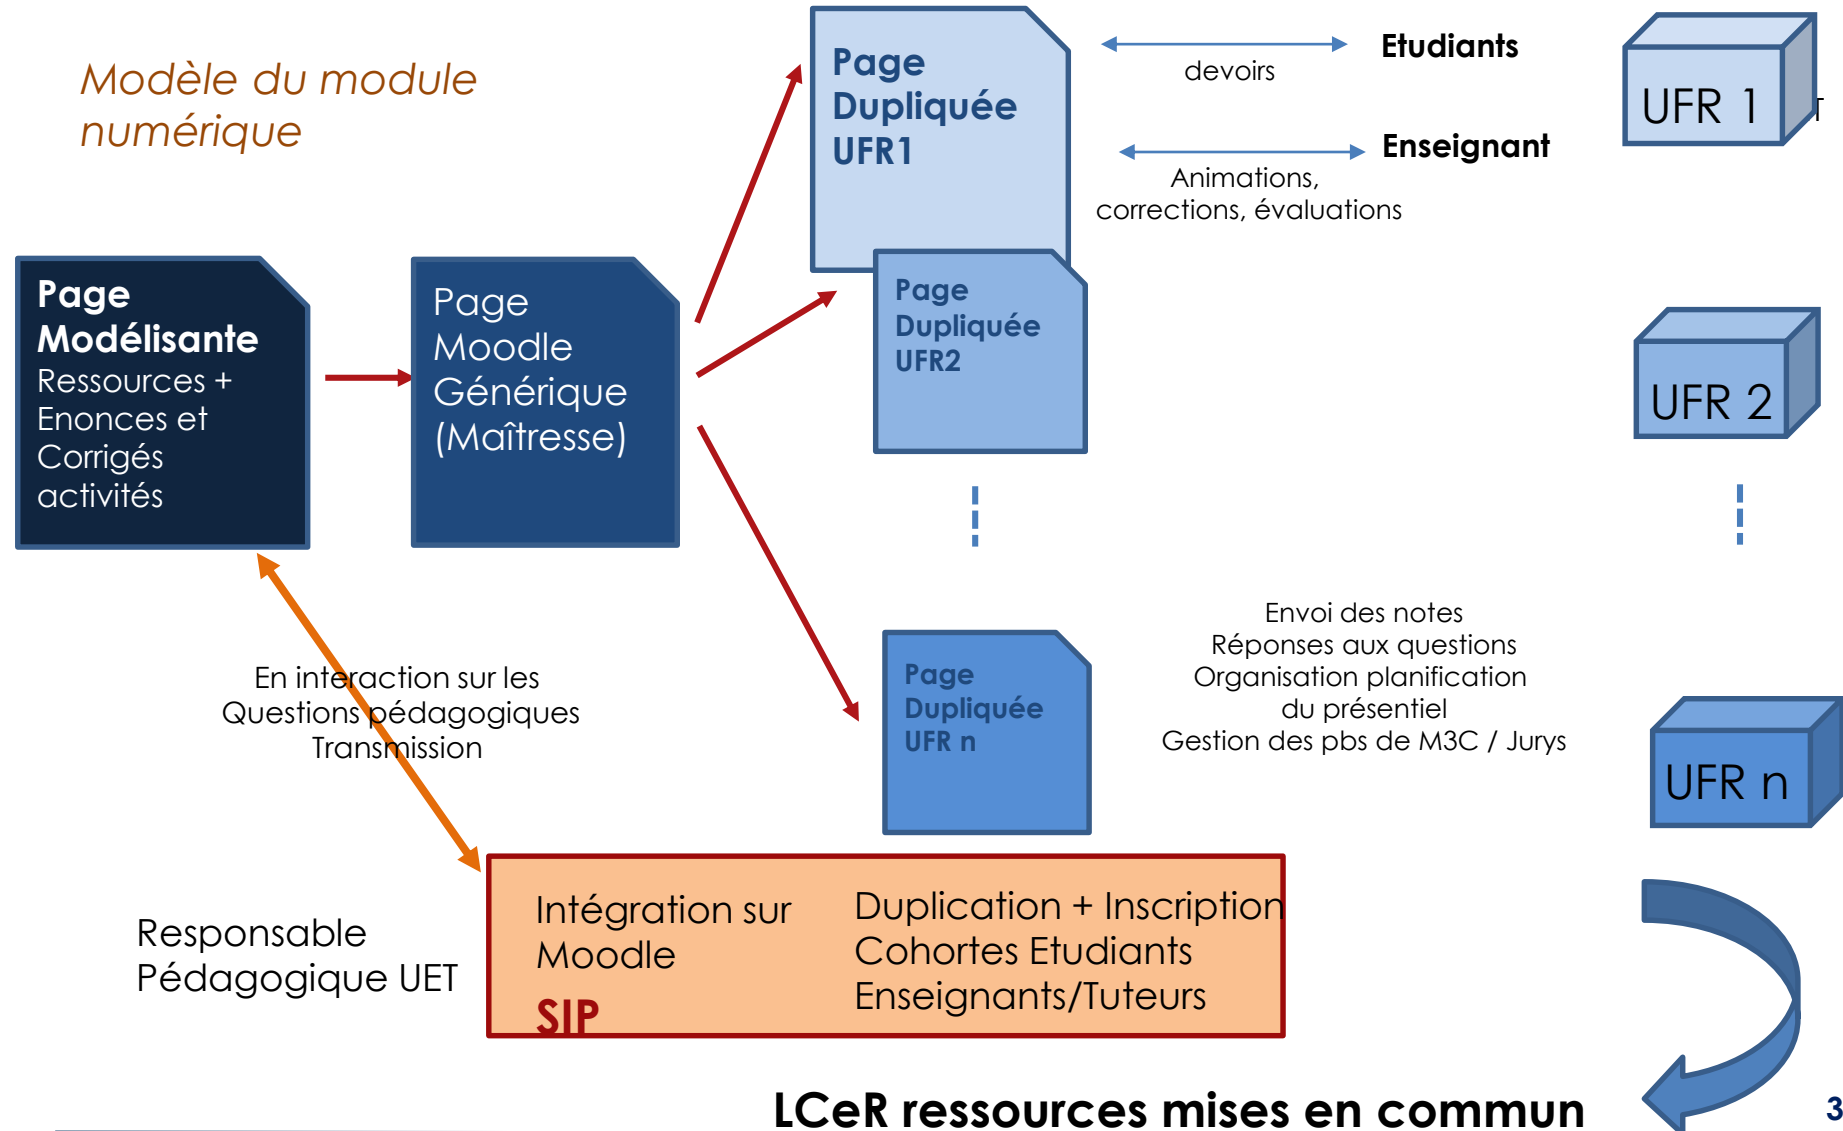 Modèle du module
numérique
Page
Dupliquée
UFR1
devoirs
Etudiants
Animations,
corrections, évaluations
Enseignant
UFR 1
T
Page
Modélisante
Ressources +
Enonces et
Corrigés
activités
Page
Moodle
Générique
(Maîtresse)
Page
Dupliquée
UFR2
UFR 2
En interaction sur les
Questions pédagogiques
Transmission
Page
Dupliquée
UFR n
Envoi des notes
Réponses aux questions
Organisation planification
du présentiel
Gestion des pbs de M3C / Jurys
UFR n
Responsable
Pédagogique UET
Intégration sur
Moodle
SIP
Duplication + Inscription
Cohortes Etudiants
Enseignants/Tuteurs
LCeR ressources mises en commun
3